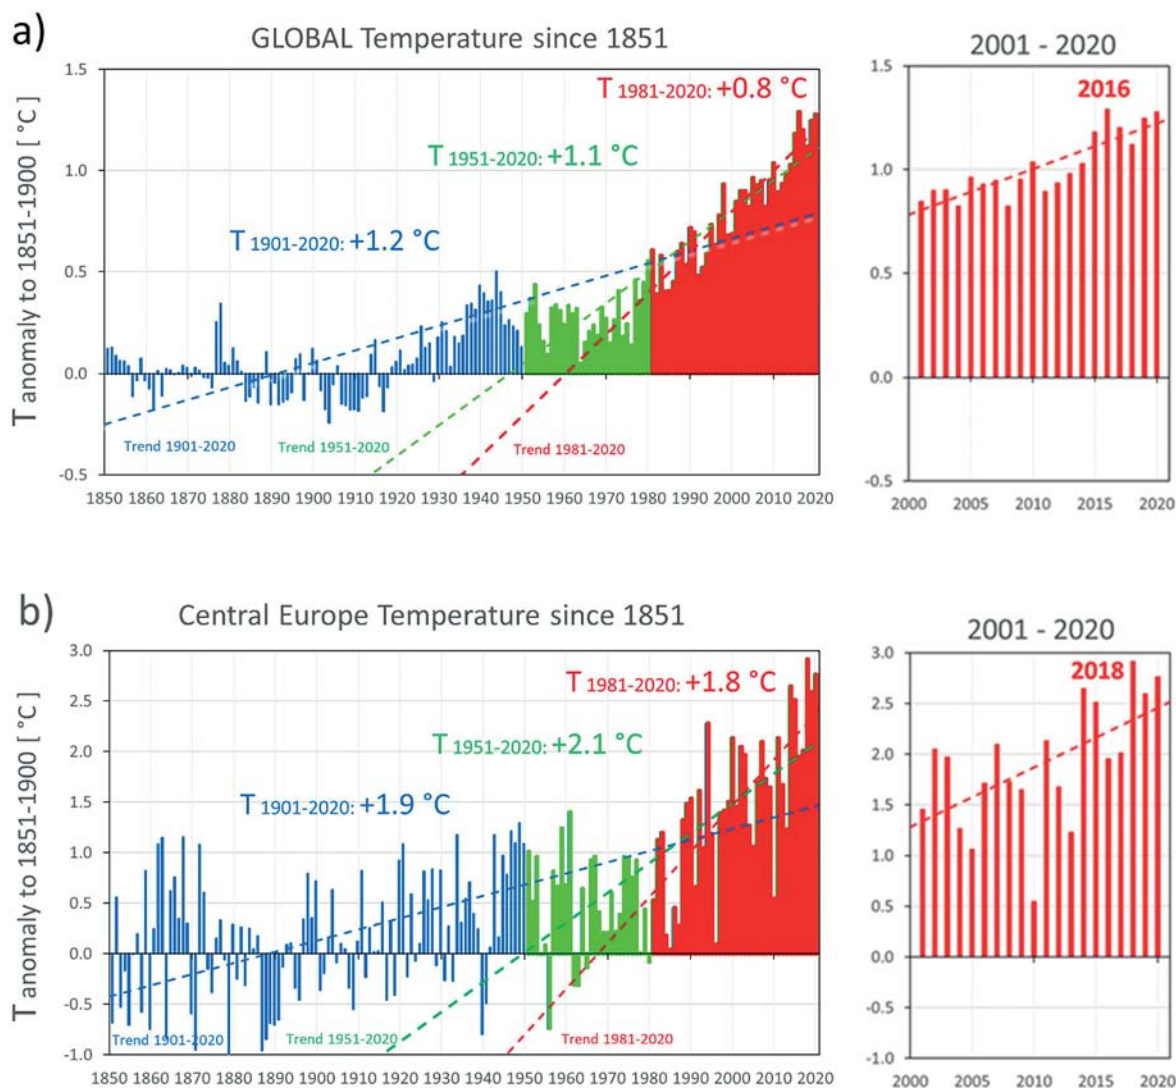 a)
GLOBAL Temperature since 1851
2001 - 2020
T anomaly to 1851-1900 [ °C ]
1.5
1.0
0.5
0.0
-0.5
T 1981-2020: +0.8 °C
T 1951-2020: +1.1 °C
T 1901-2020: +1.2 °C
Trend 1901-2020
Trend 1951-2020
Trend 1981-2020
1850 1860 1870 1880 1890 1900 1910 1920 1930 1940 1950 1960 1970 1980 1990 2000 2010 2020
1.5
2016
1.0
0.5
0.0
-0.5
2000 2005 2010 2015 2020
b)
Central Europe Temperature since 1851
2001 - 2020
T anomaly to 1851-1900 [ °C ]
3.0
2.5
2.0
1.5
1.0
0.5
0.0
-0.5
-1.0
T 1981-2020: +1.8 °C
T 1951-2020: +2.1 °C
T 1901-2020: +1.9 °C
Trend 1901-2020
Trend 1951-2020
Trend 1981-2020
1850 1860 1870 1880 1890 1900 1910 1920 1930 1940 1950 1960 1970 1980 1990 2000 2010 2020
3.0
2018
2.5
2.0
1.5
1.0
0.5
0.0
-0.5
-1.0
2000 2005 2010 2015 2020